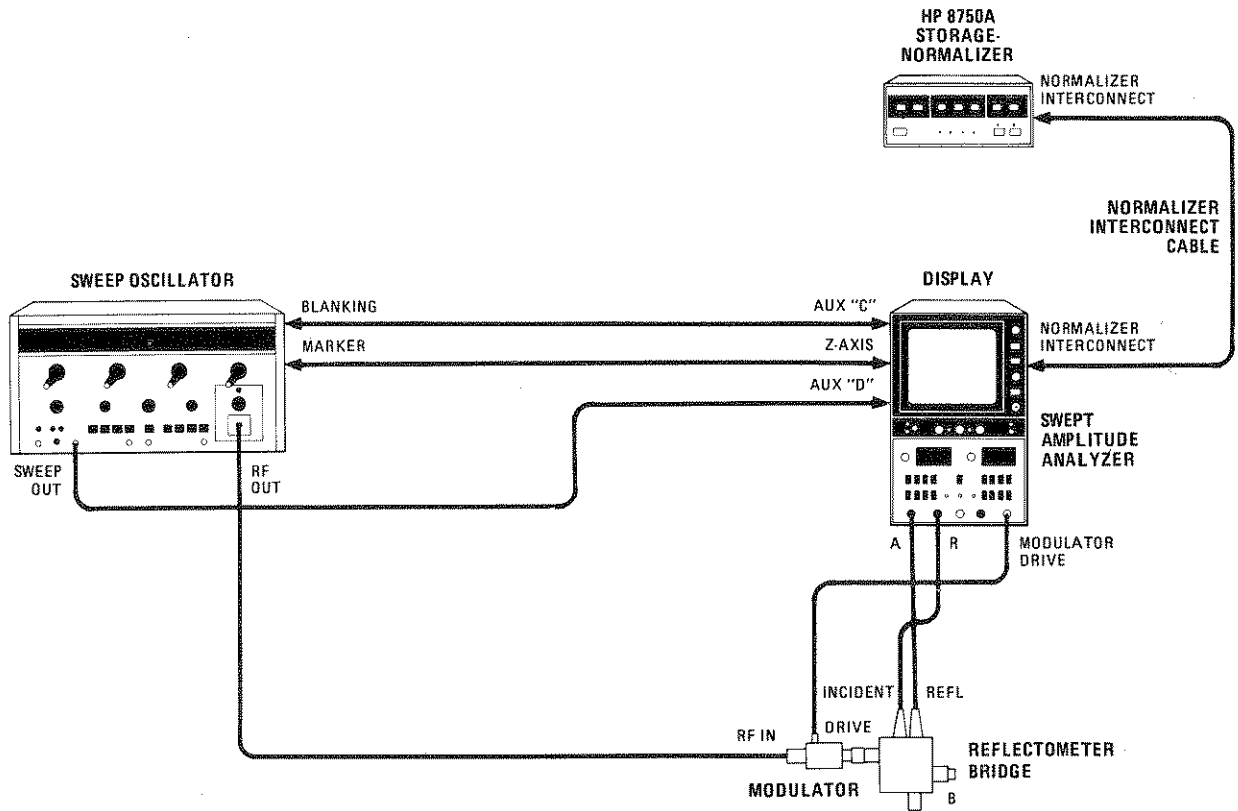 HP 8750A
STORAGE-
NORMALIZER
NORMALIZER
INTERCONNECT
NORMALIZER
INTERCONNECT
CABLE
SWEEP OSCILLATOR
DISPLAY
BLANKING
AUX "C"
MARKER
Z-AXIS
NORMALIZER
INTERCONNECT
AUX "D"
SWEPT
AMPLITUDE
ANALYZER
SWEEP
OUT
RF
OUT
A
R
MODULATOR
DRIVE
INCIDENT
REFL
RF IN
DRIVE
REFLECTOMETER
BRIDGE
MODULATOR
B